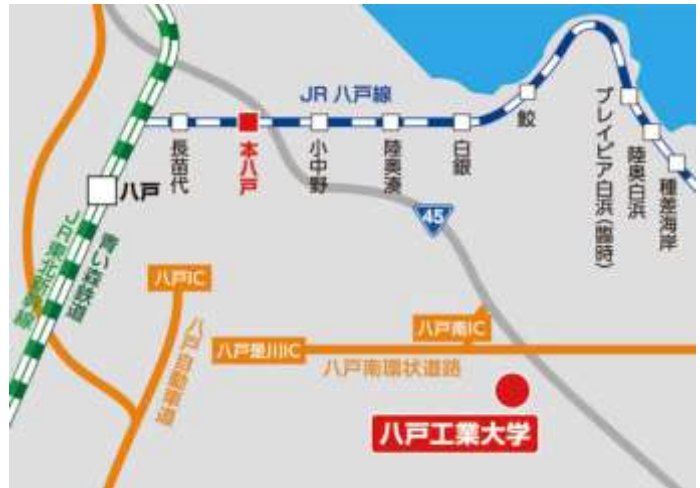 JR 八戸線
長苗代
本八戸
小中野
陸奥湊
白銀
鮫
プレイピア白浜(臨時)
陸奥白浜
種差海岸
八戸
45
青い森鉄道
JR東北新幹線
八戸IC
八戸自動車道
八戸是川IC
八戸南IC
八戸南環状道路
八戸工業大学